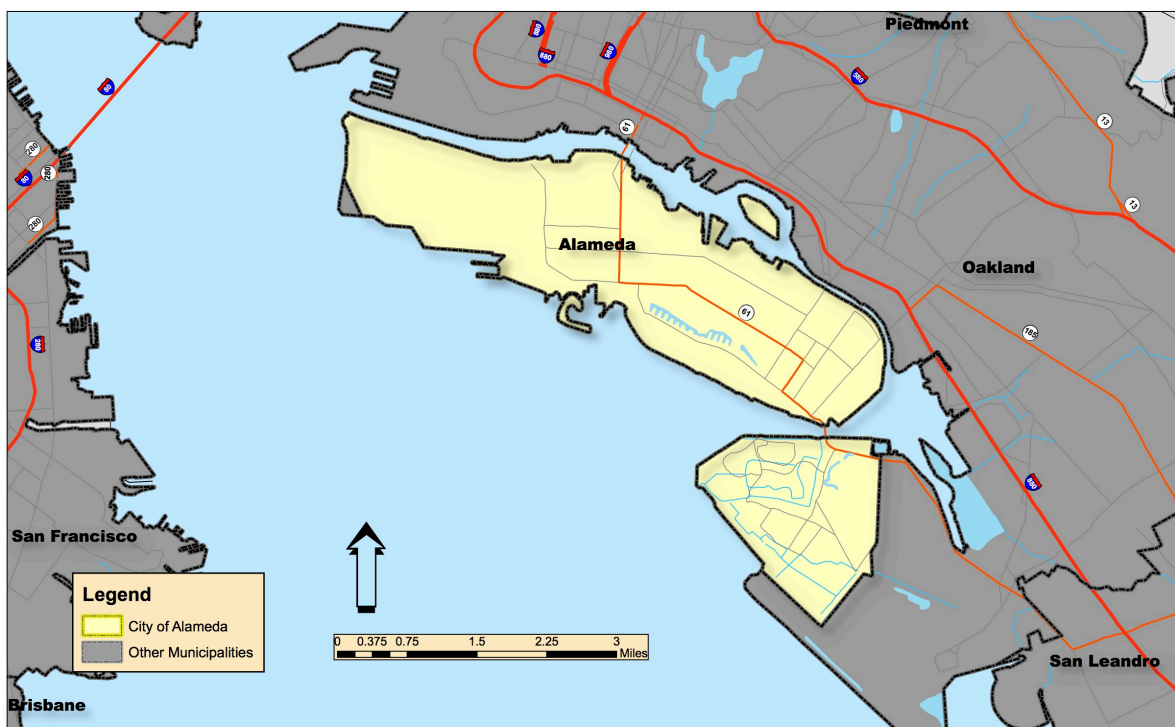 Piedmont
880
880
980
580
80
13
61
280
280
80
13
280
Alameda
Oakland
61
185
280
880
San Francisco
Legend
City of Alameda
Other Municipalities
0 0.375 0.75 1.5 2.25 3
Miles
San Leandro
Brisbane